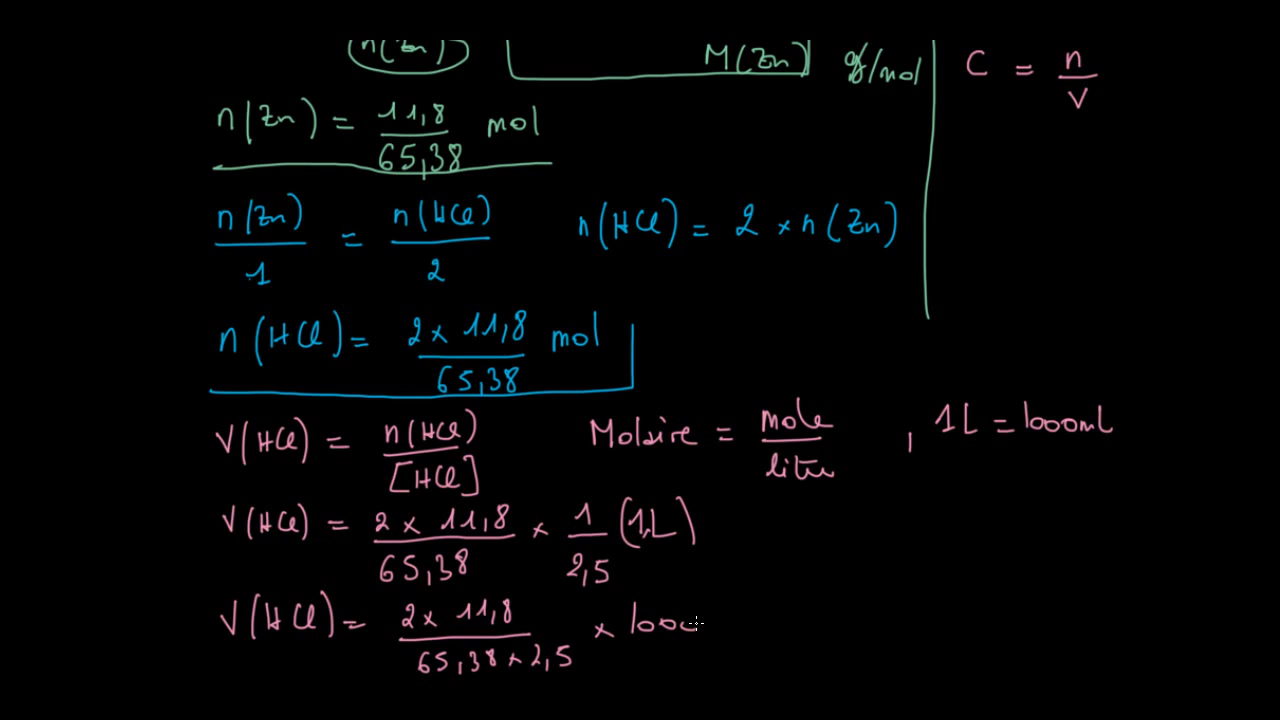 n(Zn) M(Zn) g/mol
C = n/V
n(Zn) = 11,8/65,38 mol
n(Zn)/1 = n(HCl)/2 n(HCl) = 2 × n(Zn)
n(HCl) = 2 × 11,8/65,38 mol
V(HCl) = n(HCl)/[HCl] Molaire = mole/litre , 1L = 1000mL
V(HCl) = 2 × 11,8/65,38 × 1/2,5 (1L)
V(HCl) = 2 × 11,8/65,38 × 2,5 × 1000